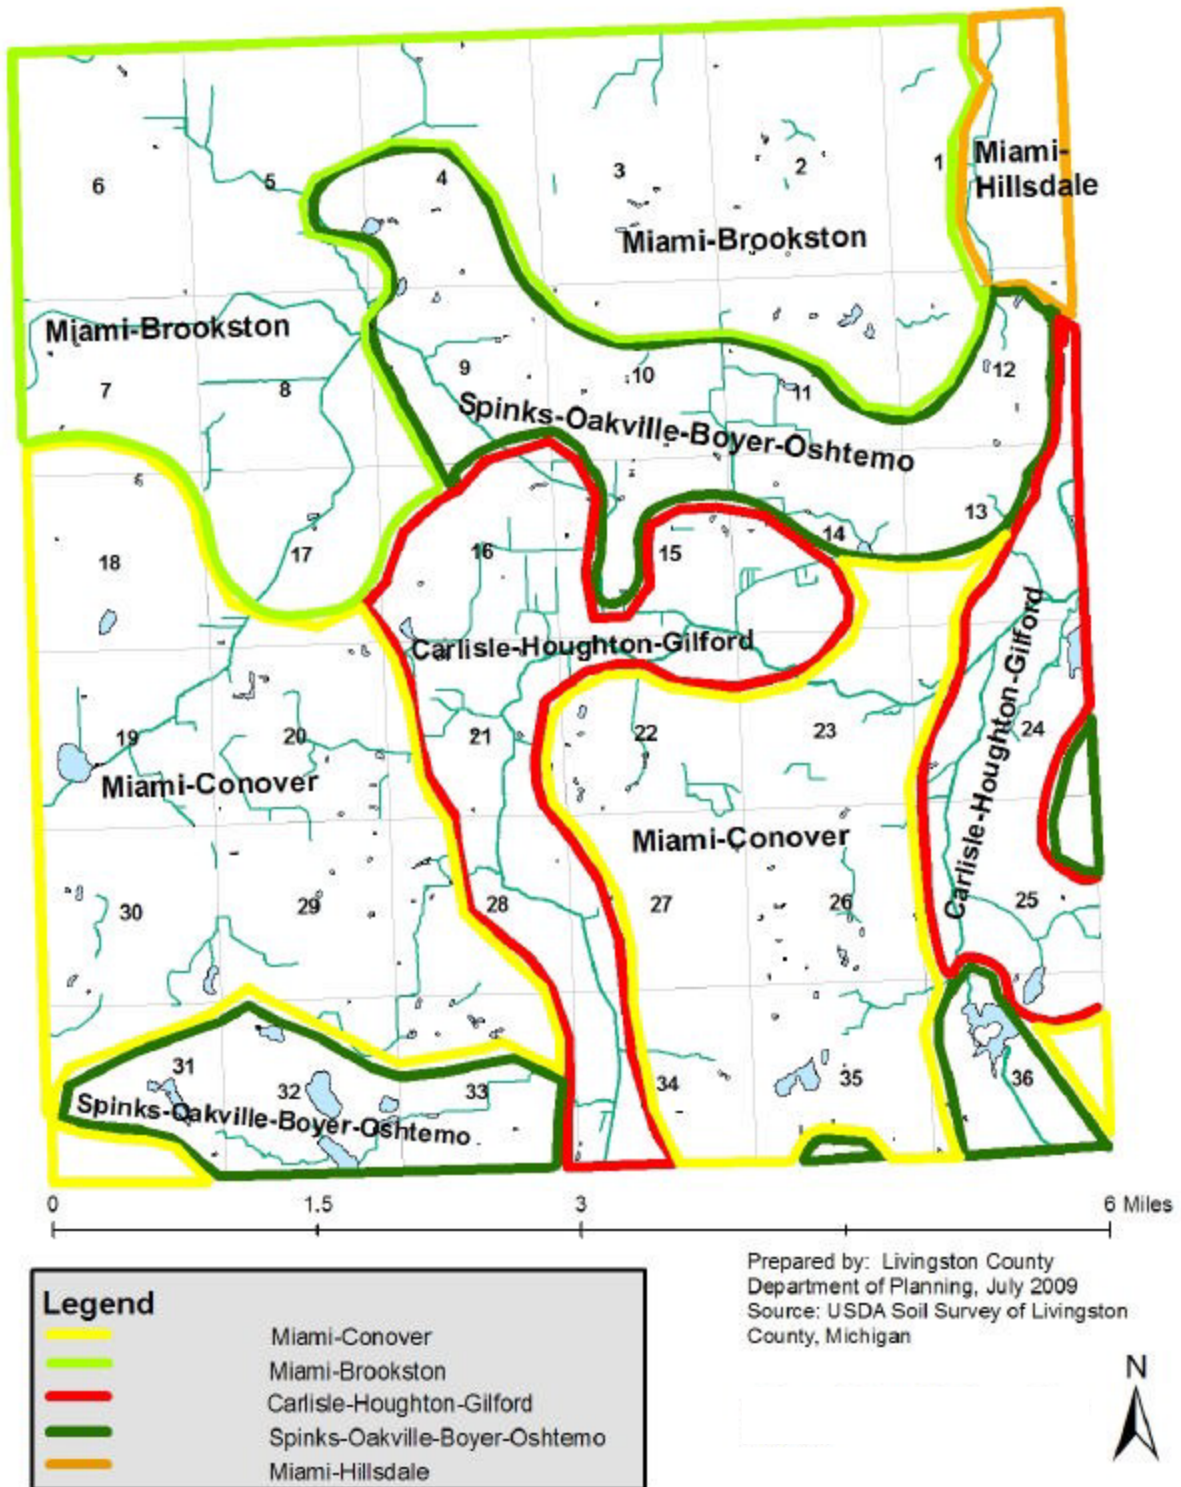 Miami-
Hillsdale
6
5
4
3
2
1
Miami-Brookston
Miami-Brookston
7
8
9
10
11
12
Spinks-Oakville-Boyer-Oshtemo
18
17
16
15
14
13
Carlisle-Houghton-Gilford
Carlisle-Houghton-Gilford
19
20
21
22
23
24
Miami-Conover
Miami-Conover
30
29
28
27
26
25
31
32
33
34
35
36
Spinks-Oakville-Boyer-Oshtemo
0 1.5 3 6 Miles
Prepared by: Livingston County
Department of Planning, July 2009
Source: USDA Soil Survey of Livingston
County, Michigan
Legend
Miami-Conover
Miami-Brookston
Carlisle-Houghton-Gilford
Spinks-Oakville-Boyer-Oshtemo
Miami-Hillsdale
N